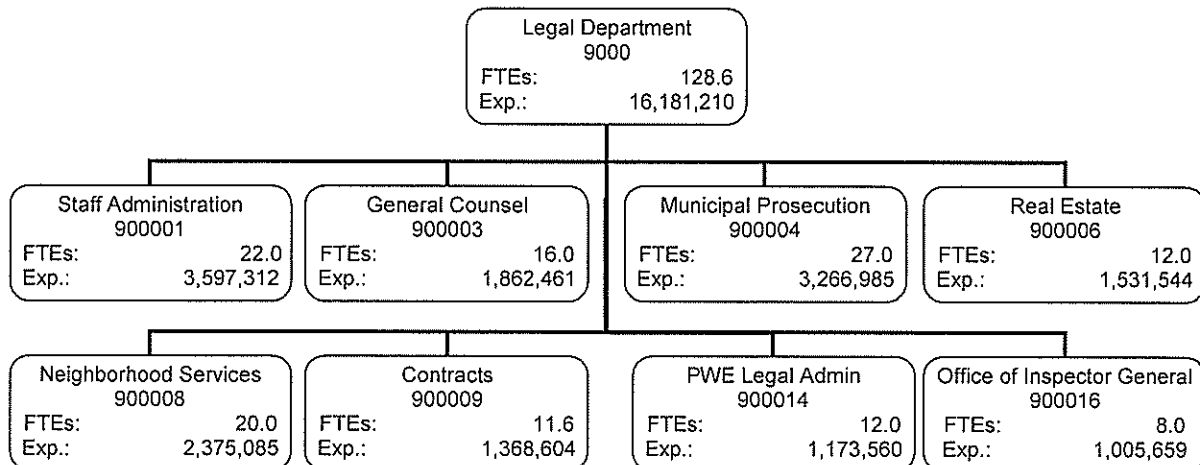 Legal Department
9000
FTEs: 128.6
Exp.: 16,181,210
Staff Administration
900001
FTEs: 22.0
Exp.: 3,597,312
General Counsel
900003
FTEs: 16.0
Exp.: 1,862,461
Municipal Prosecution
900004
FTEs: 27.0
Exp.: 3,266,985
Real Estate
900006
FTEs: 12.0
Exp.: 1,531,544
Neighborhood Services
900008
FTEs: 20.0
Exp.: 2,375,085
Contracts
900009
FTEs: 11.6
Exp.: 1,368,604
PWE Legal Admin
900014
FTEs: 12.0
Exp.: 1,173,560
Office of Inspector General
900016
FTEs: 8.0
Exp.: 1,005,659